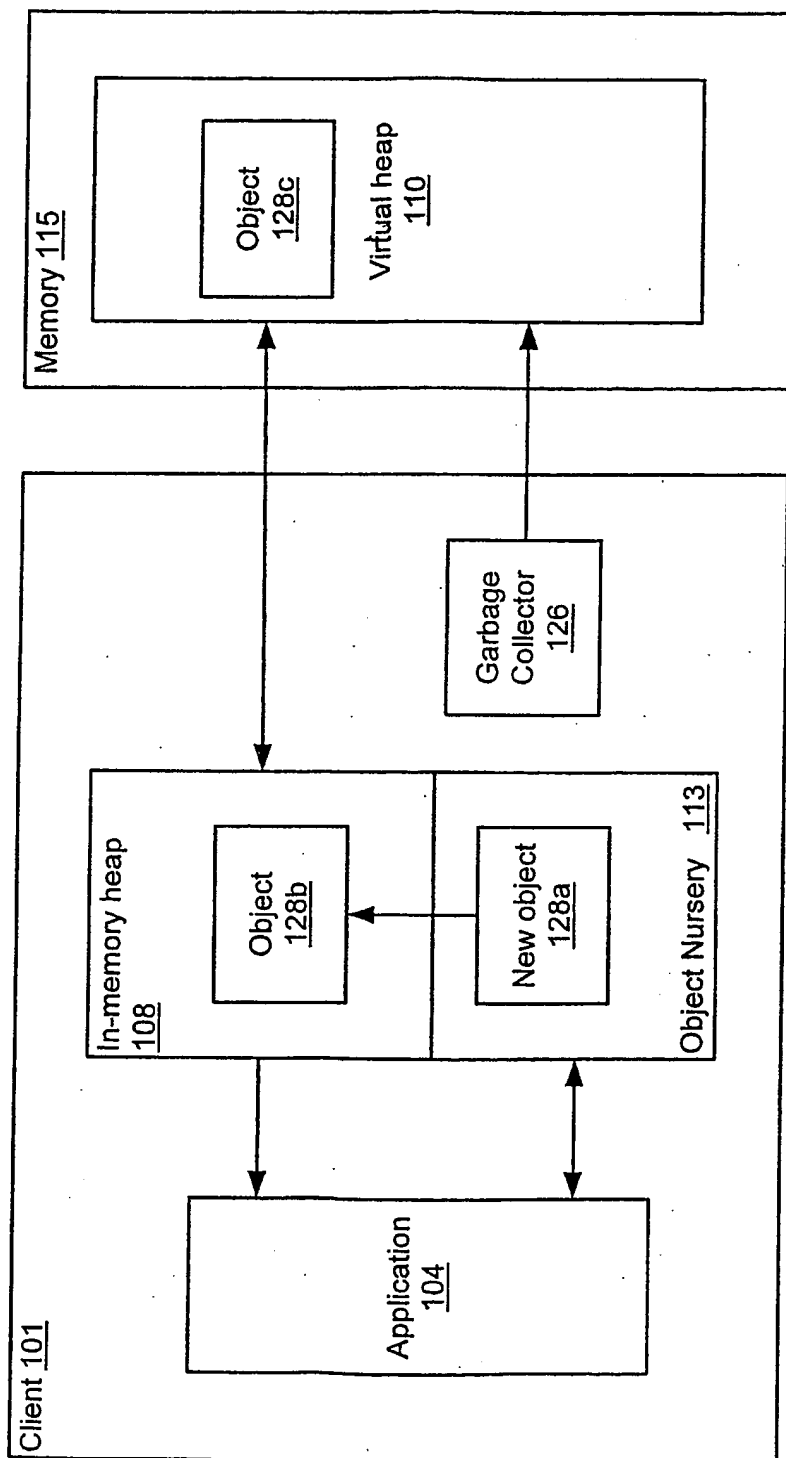 Client 101
Application
104
In-memory heap
108
Object
128b
New object
128a
Object Nursery 113
Garbage
Collector
126
Memory 115
Object
128c
Virtual heap
110